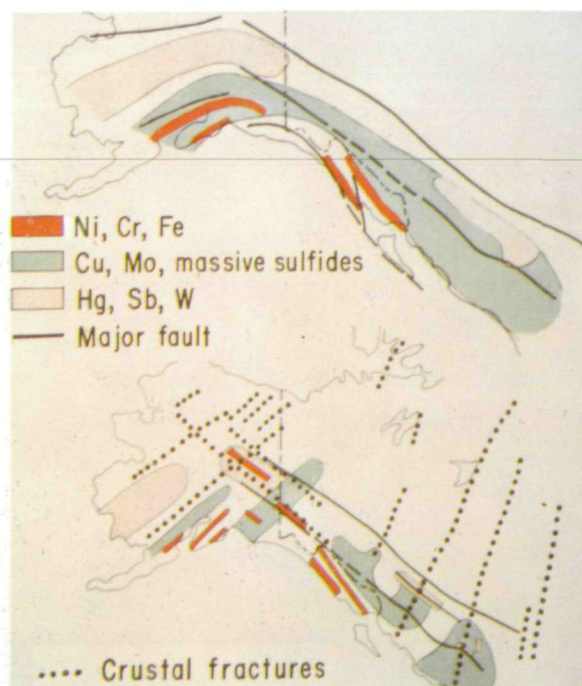 Ni, Cr, Fe
Cu, Mo, massive sulfides
Hg, Sb, W
Major fault
Crustal fractures